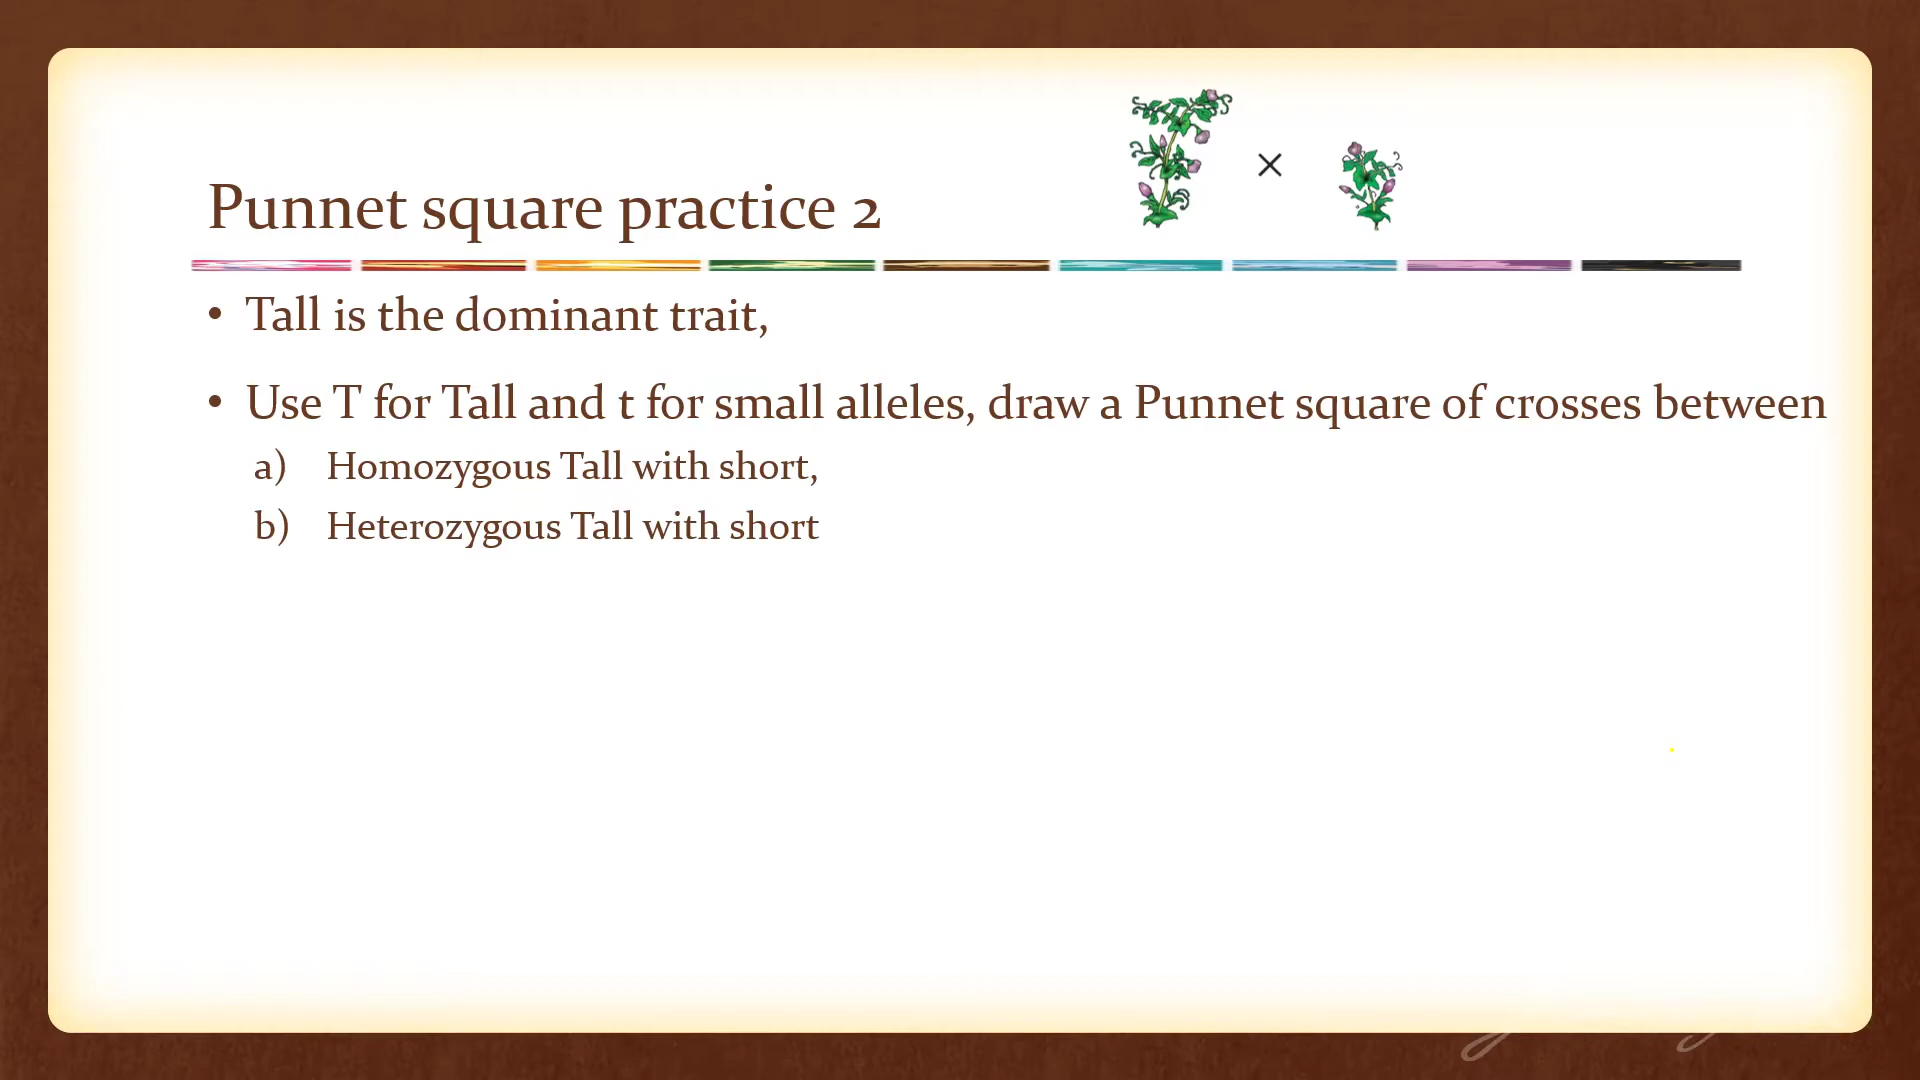 Punnet square practice 2
• Tall is the dominant trait,
• Use T for Tall and t for small alleles, draw a Punnet square of crosses between
a) Homozygous Tall with short,
b) Heterozygous Tall with short